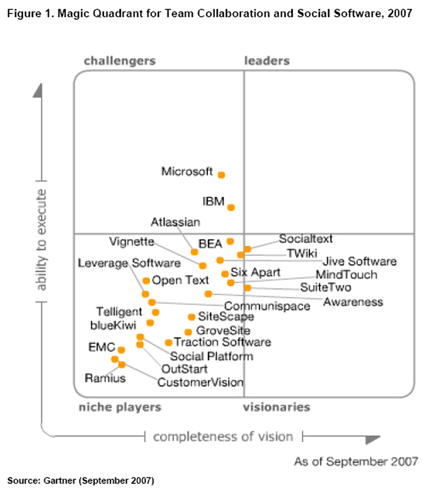 Figure 1. Magic Quadrant for Team Collaboration and Social Software, 2007
challengers
leaders
Microsoft
IBM
Atlassian
Vignette
BEA
Socialtext
TWiki
Leverage Software
Jive Software
Open Text
Six Apart
MindTouch
SuiteTwo
Awareness
Communispace
Telligent
SiteScape
blueKiwi
GroveSite
Traction Software
EMC
Social Platform
OutStart
Ramius
CustomerVision
niche players
visionaries
ability to execute
completeness of vision
As of September 2007
Source: Gartner (September 2007)